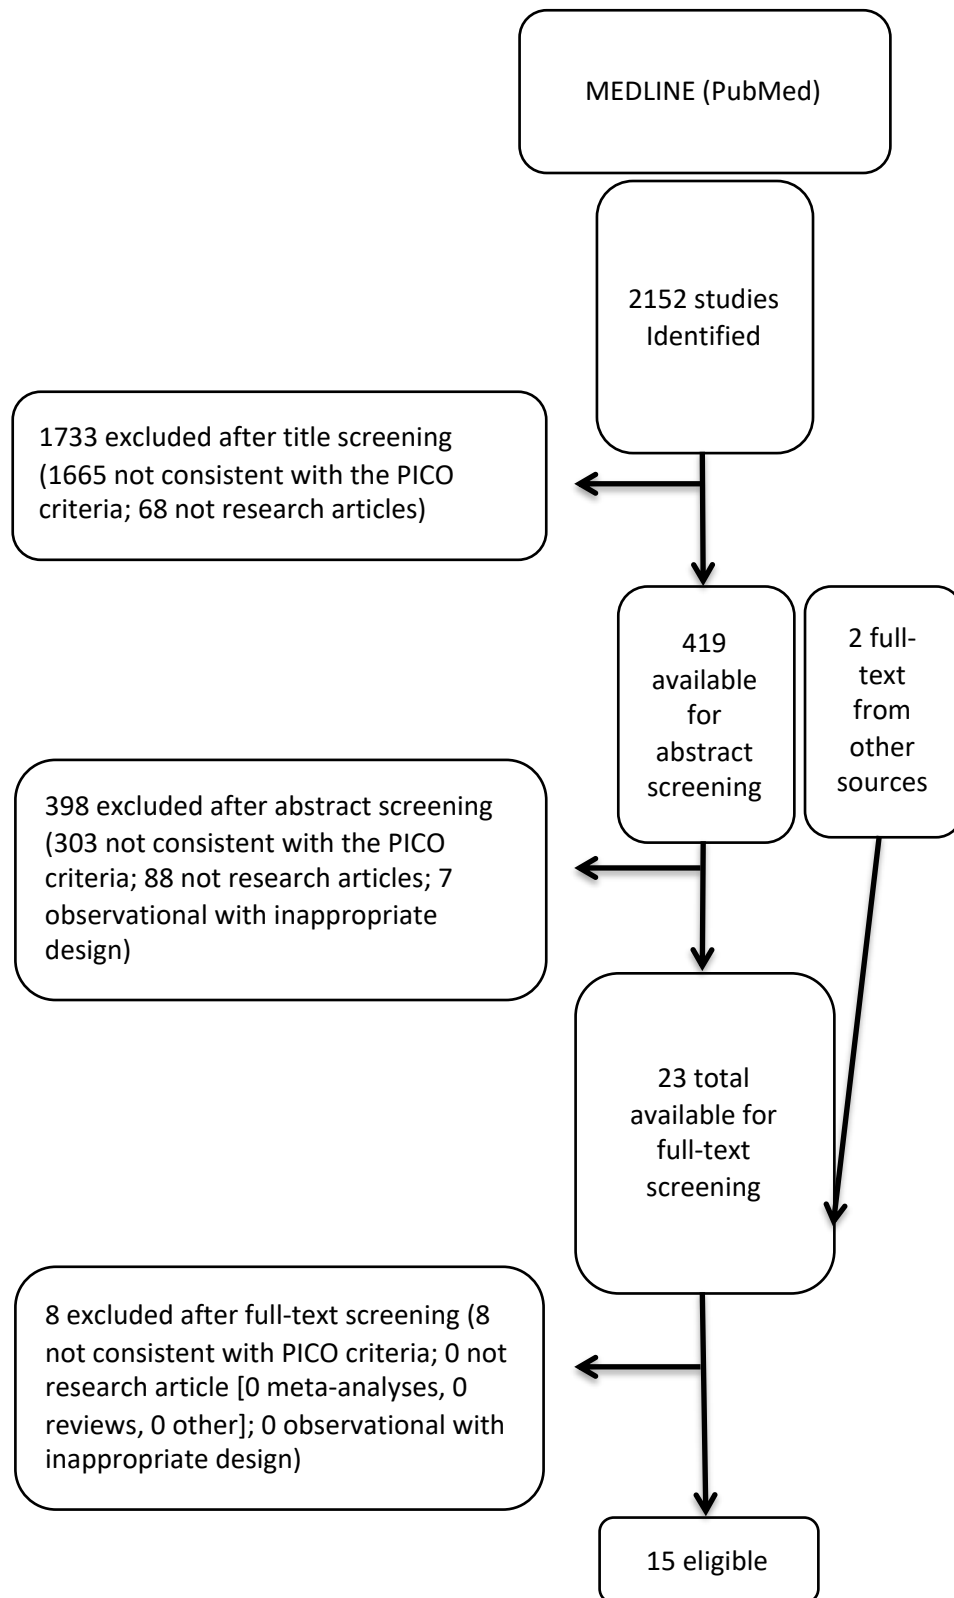 MEDLINE (PubMed)
2152 studies
Identified
1733 excluded after title screening
(1665 not consistent with the PICO
criteria; 68 not research articles)
419
available
for
abstract
screening
2 full-
text
from
other
sources
398 excluded after abstract screening
(303 not consistent with the PICO
criteria; 88 not research articles; 7
observational with inappropriate
design)
23 total
available for
full-text
screening
8 excluded after full-text screening (8
not consistent with PICO criteria; 0 not
research article [0 meta-analyses, 0
reviews, 0 other]; 0 observational with
inappropriate design)
15 eligible